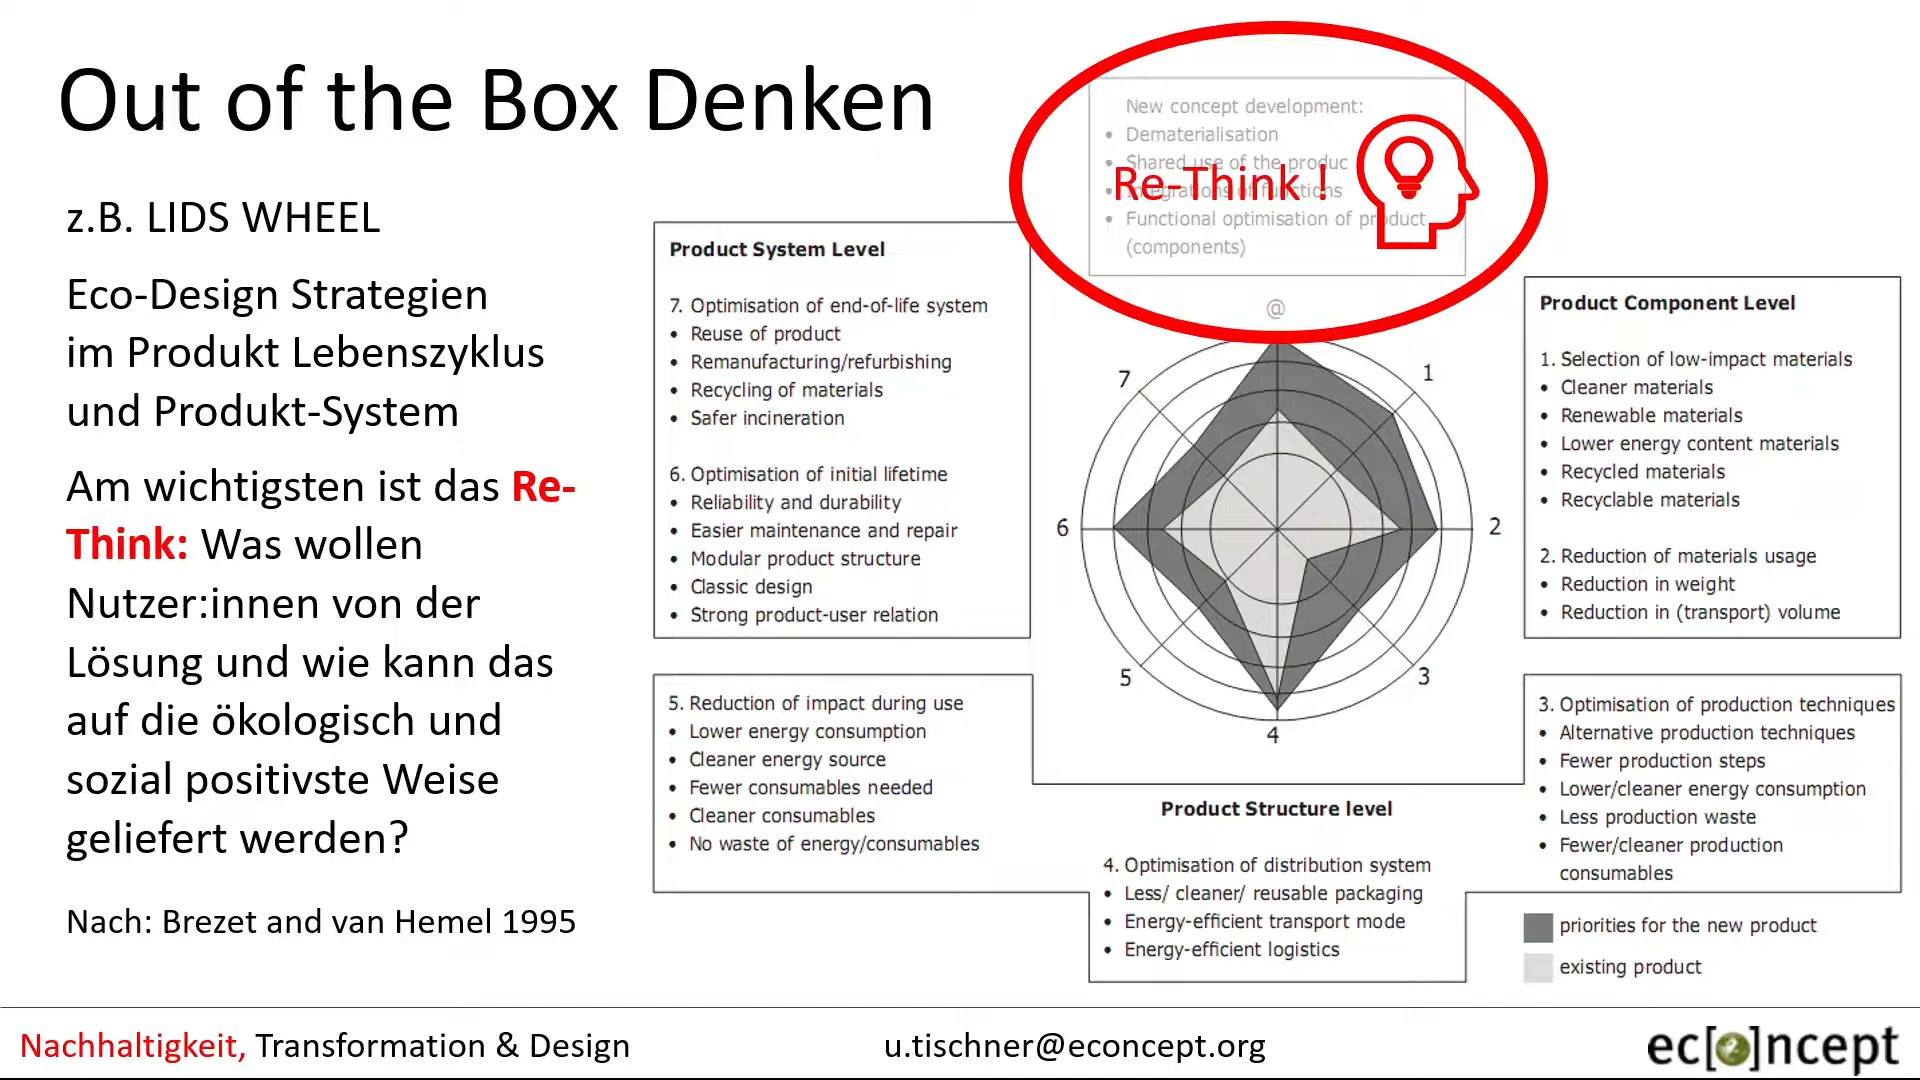 Out of the Box Denken
z.B. LIDS WHEEL
Eco-Design Strategien
im Produkt Lebenszyklus
und Produkt-System
Am wichtigsten ist das Re-
Think: Was wollen
Nutzer:innen von der
Lösung und wie kann das
auf die ökologisch und
sozial positivste Weise
geliefert werden?
Nach: Brezet and van Hemel 1995
New concept development:
• Dematerialisation
• Shared use of the produc
• Integrations of functions
• Functional optimisation of product
(components)
Re-Think !
@
Product System Level
7. Optimisation of end-of-life system
• Reuse of product
• Remanufacturing/refurbishing
• Recycling of materials
• Safer incineration
6. Optimisation of initial lifetime
• Reliability and durability
• Easier maintenance and repair
• Modular product structure
• Classic design
• Strong product-user relation
5. Reduction of impact during use
• Lower energy consumption
• Cleaner energy source
• Fewer consumables needed
• Cleaner consumables
• No waste of energy/consumables
7
1
6
2
5
3
4
Product Structure level
4. Optimisation of distribution system
• Less/ cleaner/ reusable packaging
• Energy-efficient transport mode
• Energy-efficient logistics
Product Component Level
1. Selection of low-impact materials
• Cleaner materials
• Renewable materials
• Lower energy content materials
• Recycled materials
• Recyclable materials
2. Reduction of materials usage
• Reduction in weight
• Reduction in (transport) volume
3. Optimisation of production techniques
• Alternative production techniques
• Fewer production steps
• Lower/cleaner energy consumption
• Less production waste
• Fewer/cleaner production
consumables
priorities for the new product
existing product
Nachhaltigkeit, Transformation & Design
u.tischner@econcept.org
ec[2]ncept